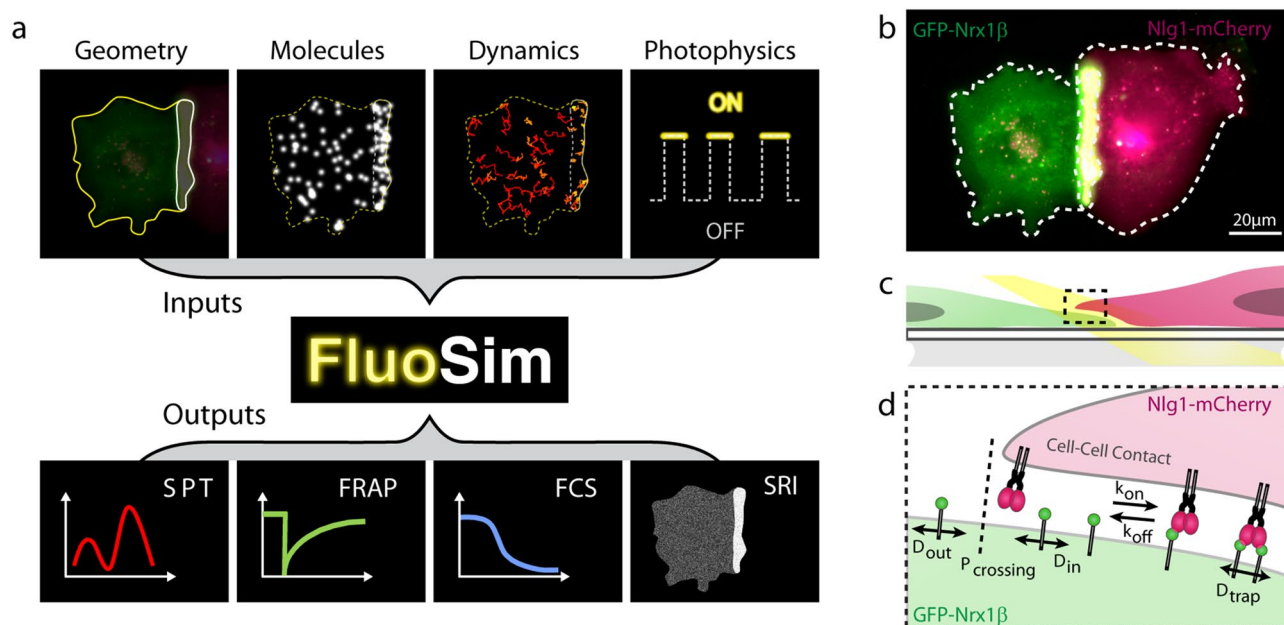 a
Geometry
Molecules
Dynamics
Photophysics
ON
OFF
Inputs
FluoSim
Outputs
SPT
FRAP
FCS
SRI
b
GFP-Nrx1β
Nlg1-mCherry
20µm
c
d
Nlg1-mCherry
Cell-Cell Contact
kon
koff
Dout
Pcrossing
Din
Dtrap
GFP-Nrx1β